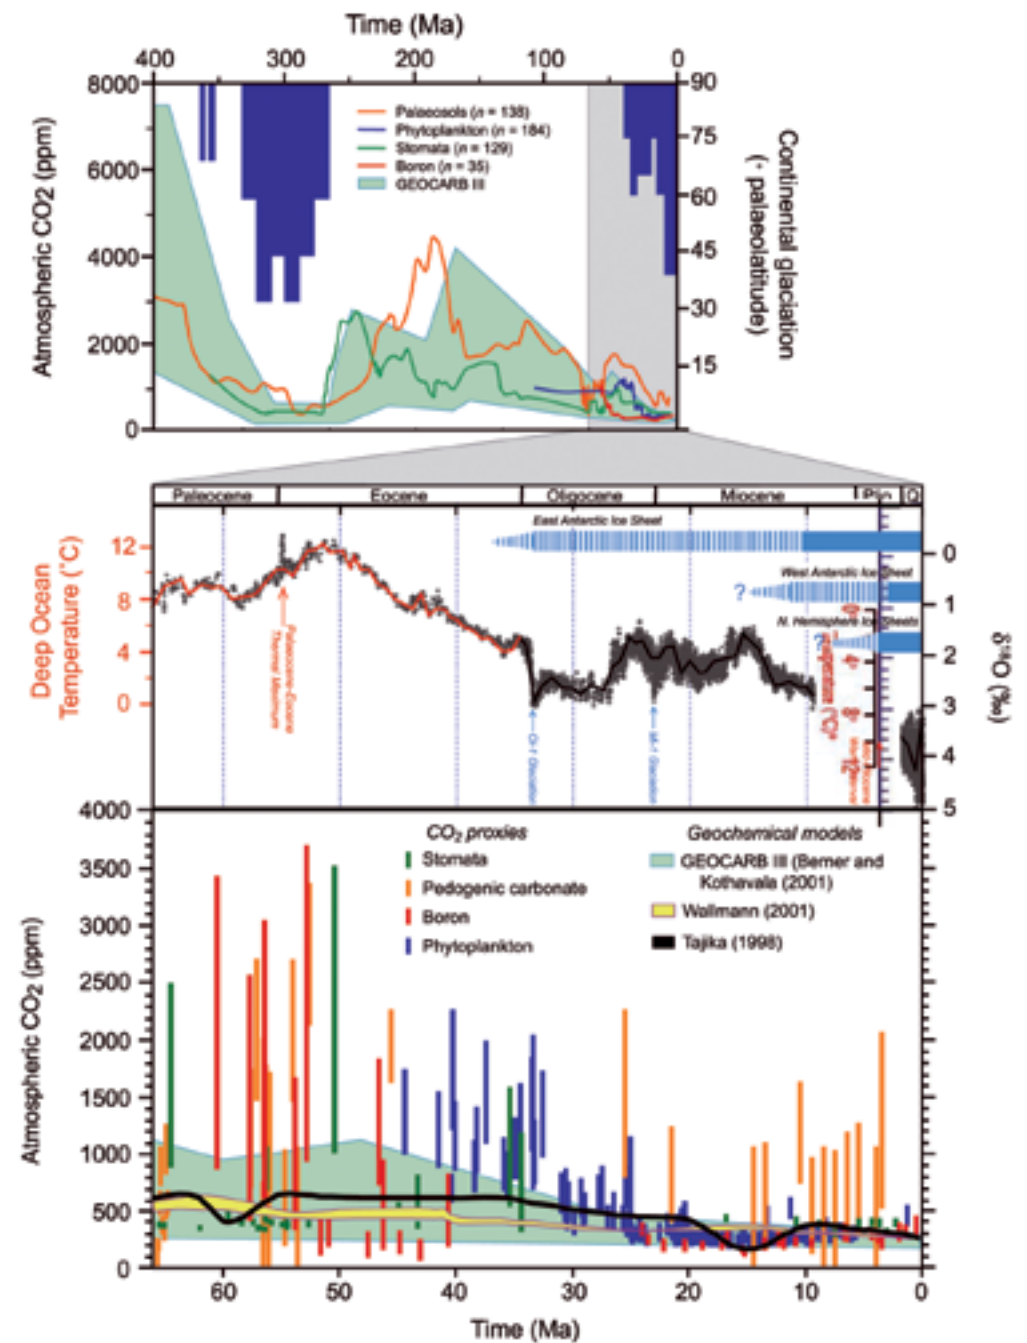 Time (Ma)
400 300 200 100 0
8000
6000
4000
2000
0
Atmospheric CO2 (ppm)
90
75
60
45
30
15
Continental glaciation
(° palaeolatitude)
Palaeosols (n = 138)
Phytoplankton (n = 184)
Stomata (n = 129)
Boron (n = 35)
GEOCARB III
Paleocene Eocene Oligocene Miocene Plio Q
East Antarctic Ice Sheet
West Antarctic Ice Sheet
N. Hemisphere Ice Sheets
?
?
Deep Ocean
Temperature (°C)
12
8
4
0
0
1
2
3
4
5
δ18O (‰)
Palaeocene-Eocene
Thermal Maximum
Oi-1 Glaciation
Mi-1 Glaciation
4000
3500
3000
2500
2000
1500
1000
500
0
Atmospheric CO2 (ppm)
CO2 proxies
Stomata
Pedogenic carbonate
Boron
Phytoplankton
Geochemical models
GEOCARB III (Berner and
Kothavala (2001)
Wallmann (2001)
Tajika (1998)
60 50 40 30 20 10 0
Time (Ma)